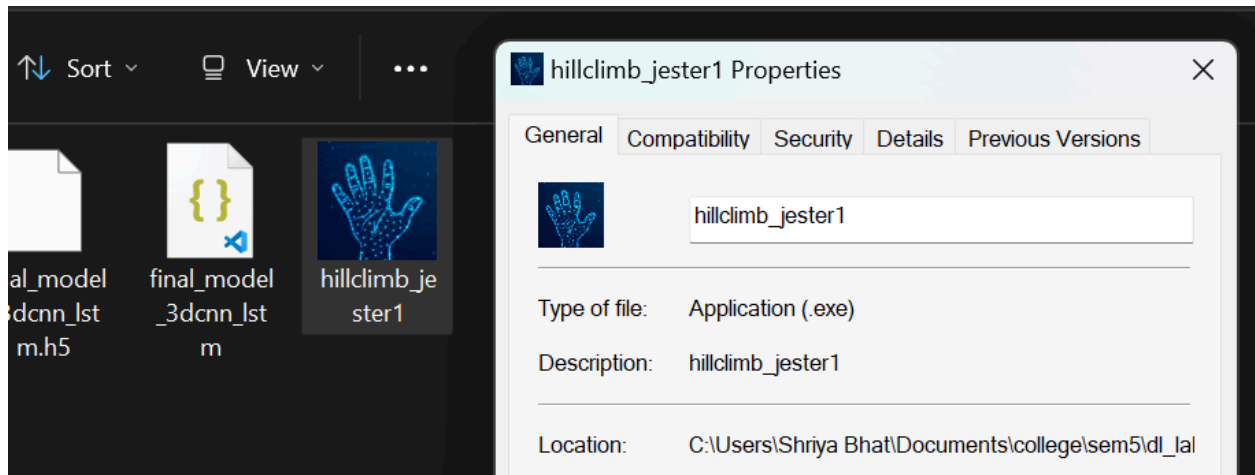 Sort
View
al_model
3dcnn_lst
m.h5
final_model
_3dcnn_lst
m
hillclimb_je
ster1
hillclimb_jester1 Properties
General Compatibility Security Details Previous Versions
hillclimb_jester1
Type of file: Application (.exe)
Description: hillclimb_jester1
Location: C:\Users\Shriya Bhat\Documents\college\sem5\dl_lal